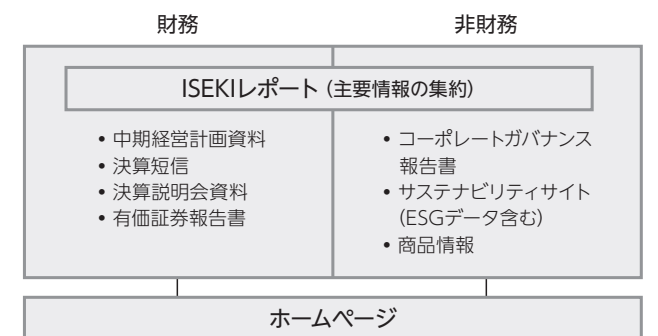 財務
非財務
ISEKIレポート（主要情報の集約）
• 中期経営計画資料
• 決算短信
• 決算説明会資料
• 有価証券報告書
• コーポレートガバナンス
報告書
• サステナビリティサイト
（ESGデータ含む）
• 商品情報
ホームページ